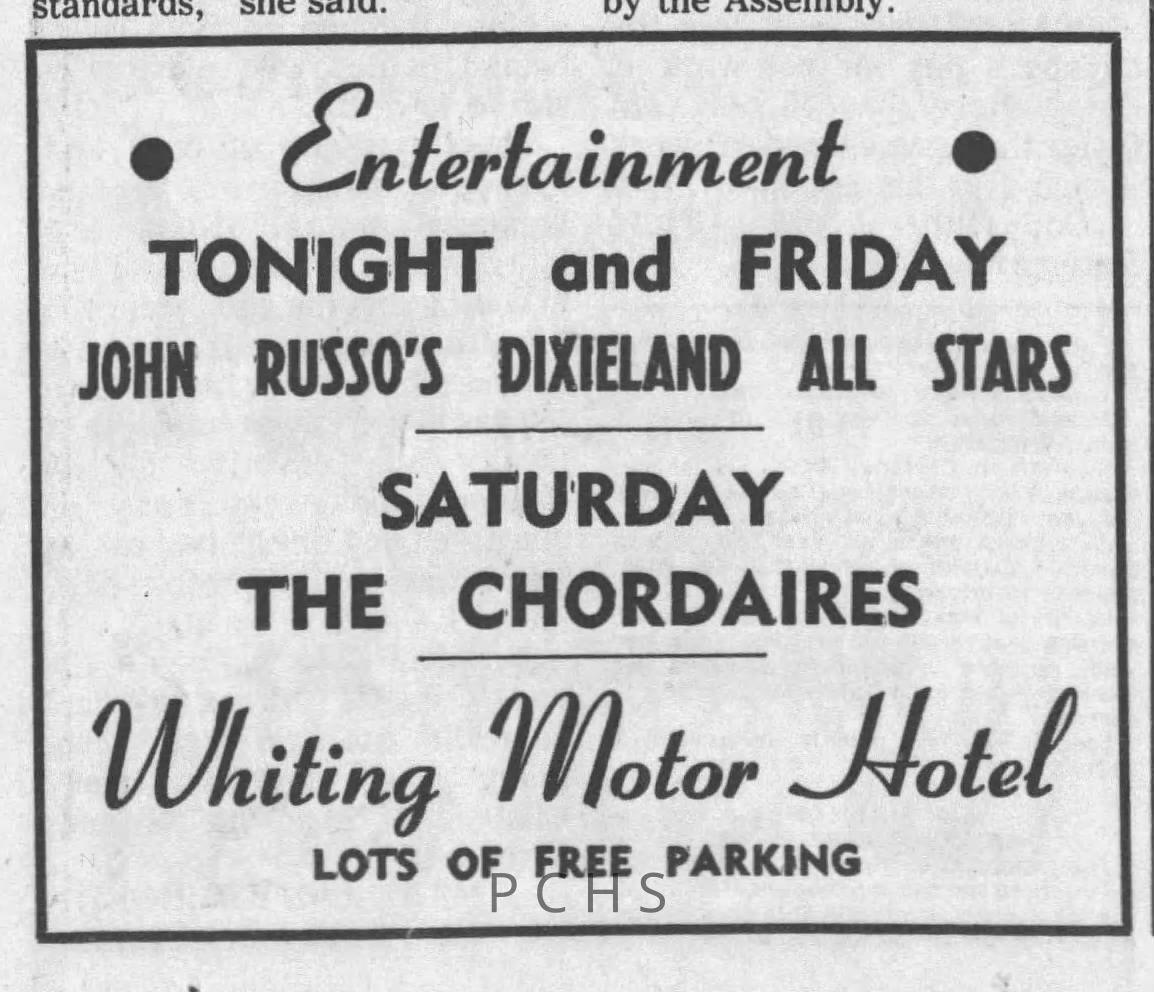 standards," she said.
by the Assembly.
• Entertainment •
TONIGHT and FRIDAY
JOHN RUSSO'S DIXIELAND ALL STARS
SATURDAY
THE CHORDAIRES
Whiting Motor Hotel
LOTS OF FREE PARKING
PCHS